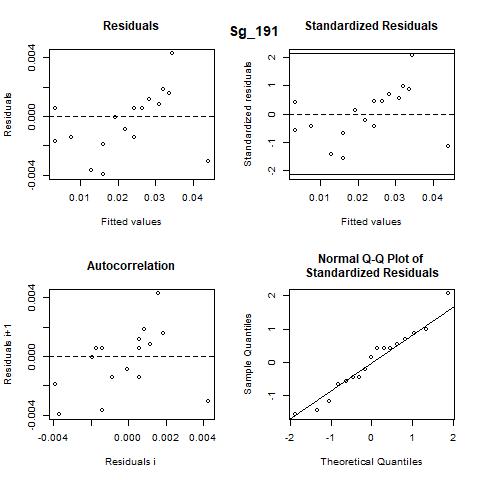 Sg_191
Residuals
Residuals
0.004
0.000
-0.004
0.01
0.02
0.03
0.04
Fitted values
Standardized Residuals
Standardized residuals
2
1
0
-1
-2
0.01
0.02
0.03
0.04
Fitted values
Autocorrelation
Residuals i+1
0.004
0.000
-0.004
-0.004
0.000
0.002
0.004
Residuals i
Normal Q-Q Plot of
Standardized Residuals
Sample Quantiles
2
1
0
-1
-2
-1
0
1
2
Theoretical Quantiles